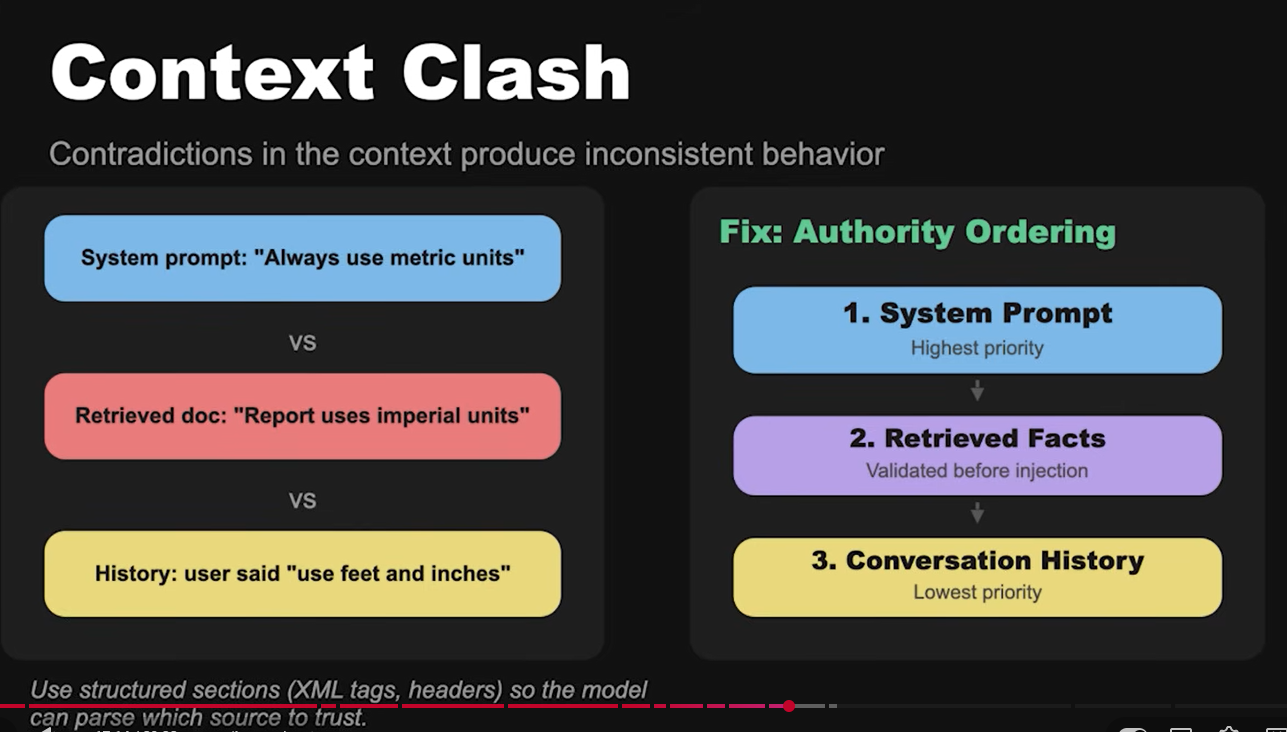 Context Clash
Contradictions in the context produce inconsistent behavior
System prompt: "Always use metric units"
VS
Retrieved doc: "Report uses imperial units"
VS
History: user said "use feet and inches"
Fix: Authority Ordering
1. System Prompt
Highest priority
2. Retrieved Facts
Validated before injection
3. Conversation History
Lowest priority
Use structured sections (XML tags, headers) so the model
can parse which source to trust.